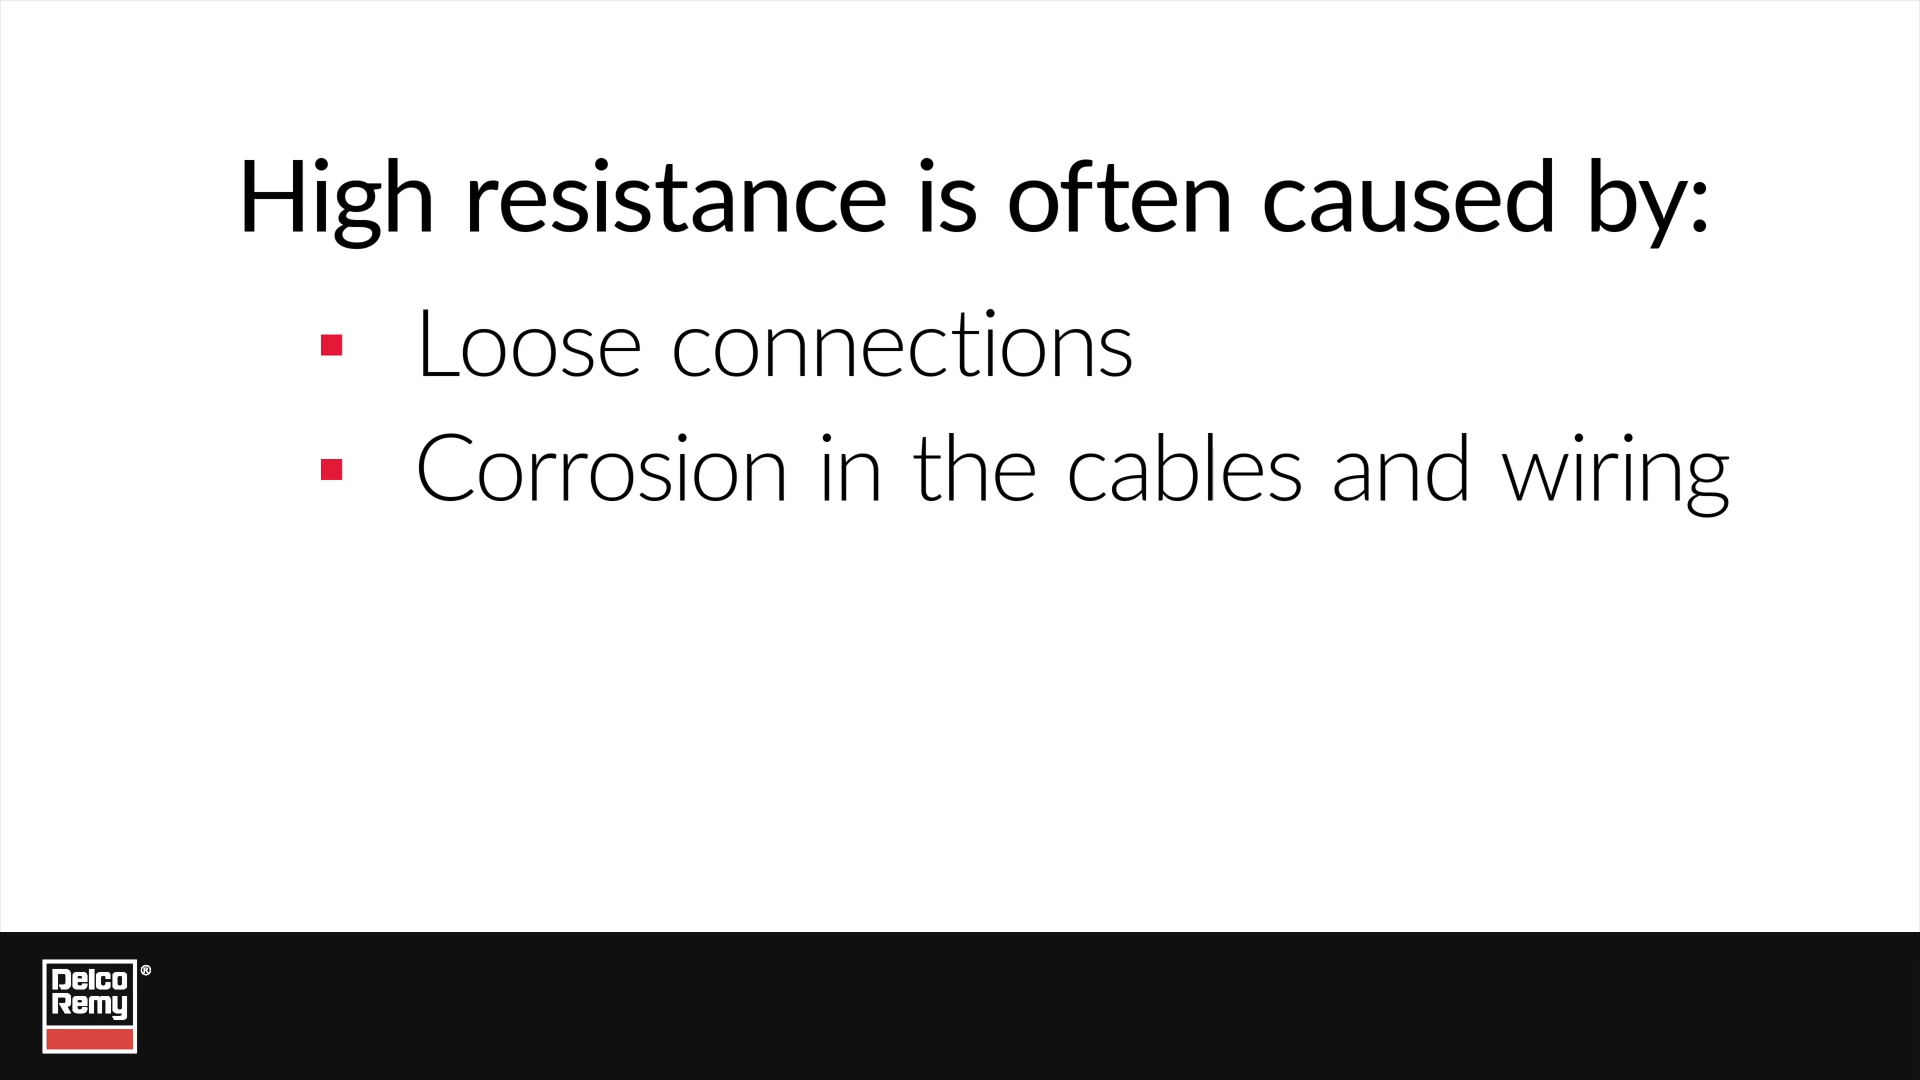 High resistance is often caused by:
▪ Loose connections
▪ Corrosion in the cables and wiring
Delco
Remy
®